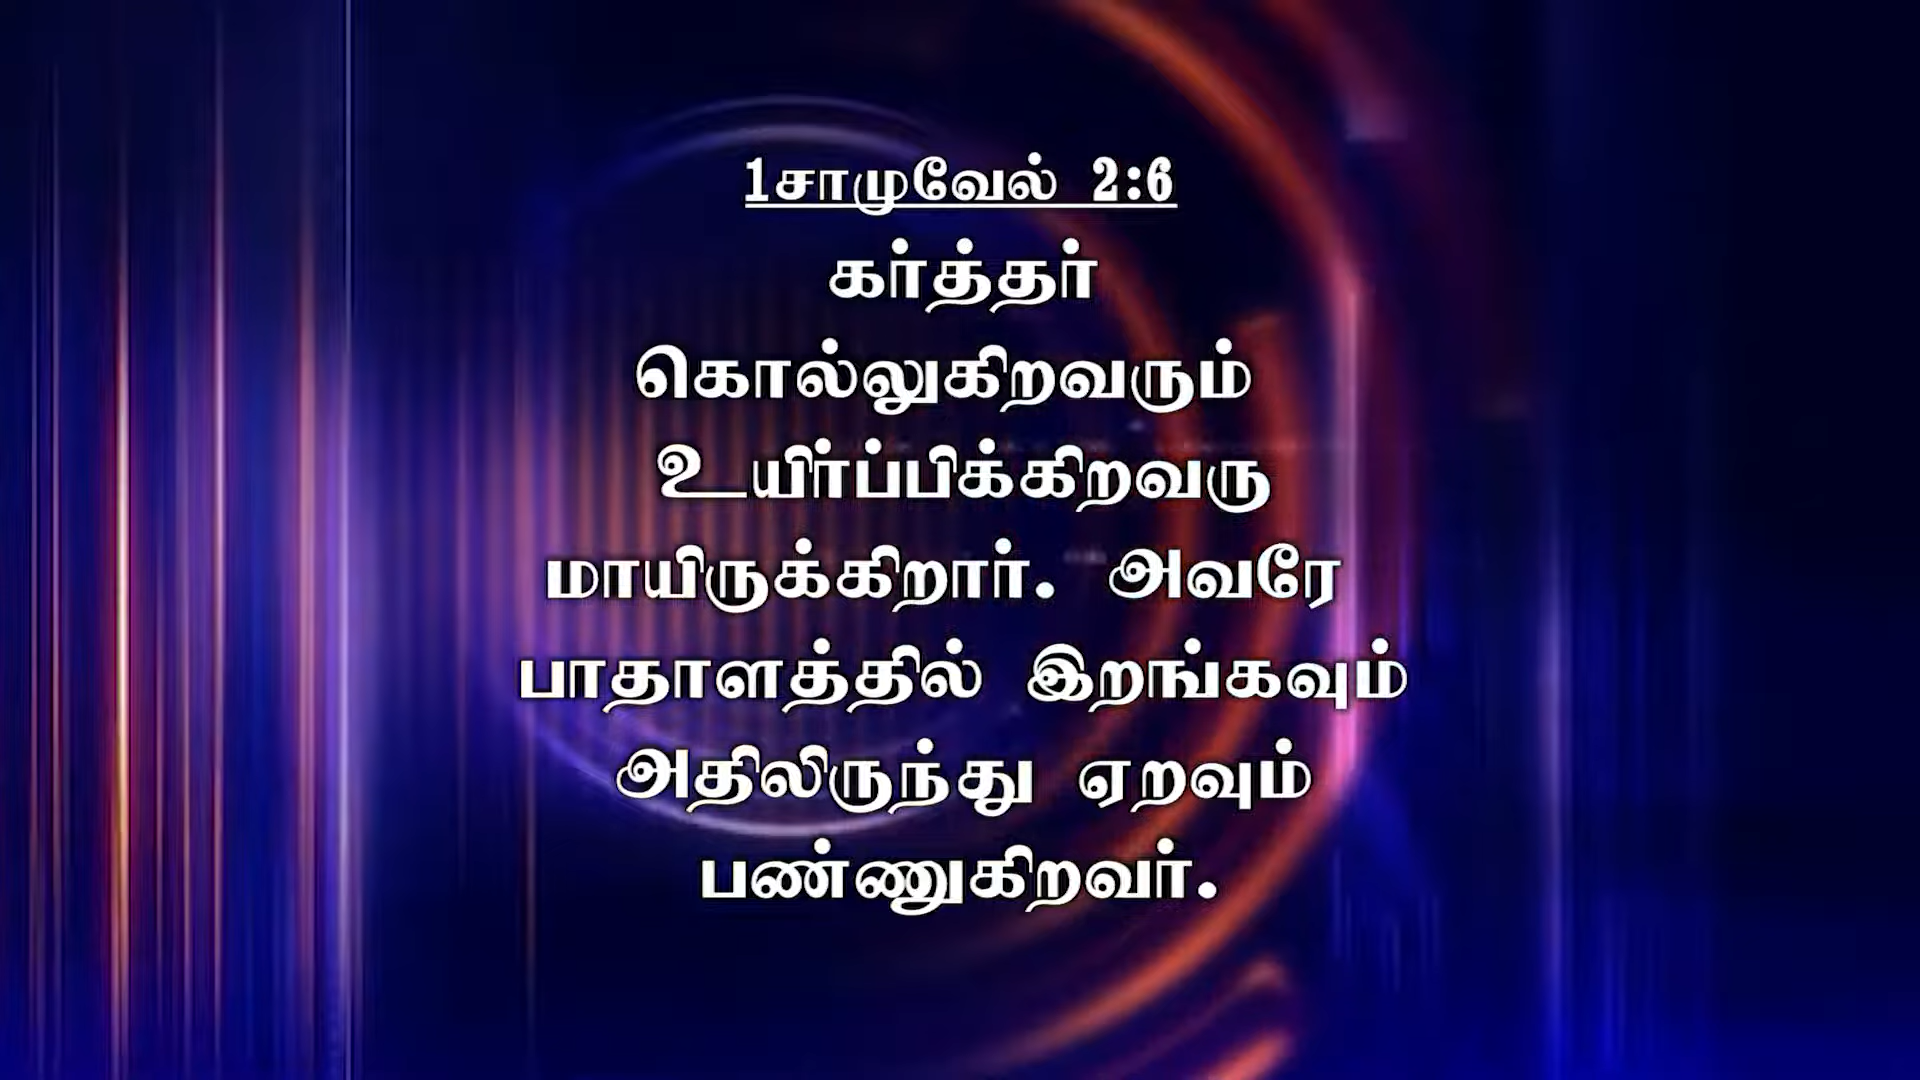 1சாமுவேல் 2:6
கர்த்தர்
கொல்லுகிறவரும்
உயிர்ப்பிக்கிறவரு
மாயிருக்கிறார். அவரே
பாதாளத்தில் இறங்கவும்
அதிலிருந்து ஏறவும்
பண்ணுகிறவர்.